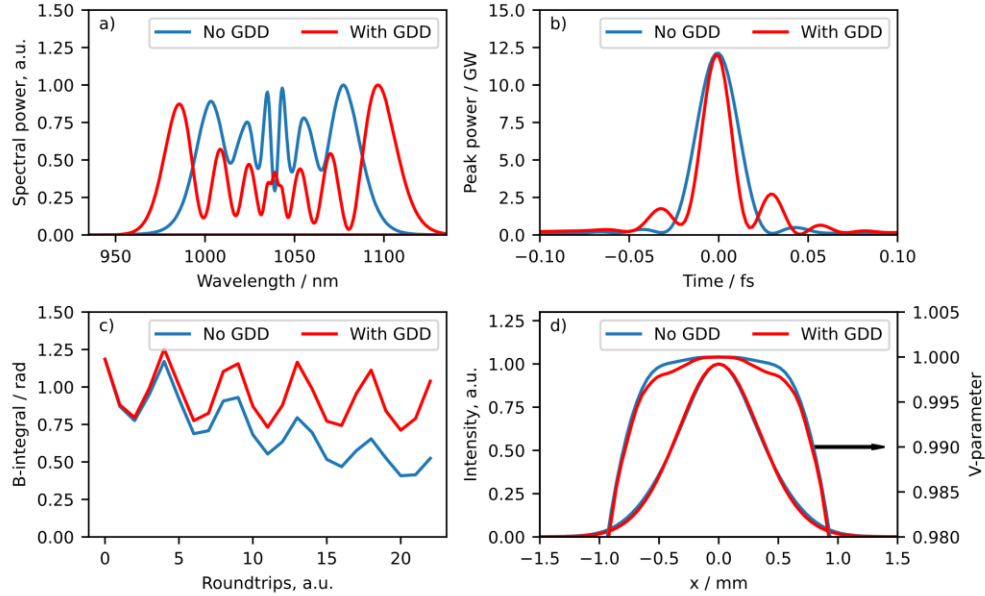 a)
No GDD
With GDD
Spectral power, a.u.
1.50
1.25
1.00
0.75
0.50
0.25
0.00
950
1000
1050
1100
Wavelength / nm
b)
No GDD
With GDD
Peak power / GW
15.0
12.5
10.0
7.5
5.0
2.5
0.0
−0.10
−0.05
0.00
0.05
0.10
Time / fs
c)
No GDD
With GDD
B-integral / rad
1.50
1.25
1.00
0.75
0.50
0.25
0.00
0
5
10
15
20
Roundtrips, a.u.
d)
No GDD
With GDD
Intensity, a.u.
1.25
1.00
0.75
0.50
0.25
0.00
−1.5
−1.0
−0.5
0.0
0.5
1.0
1.5
x / mm
1.005
1.000
0.995
0.990
0.985
0.980
V-parameter